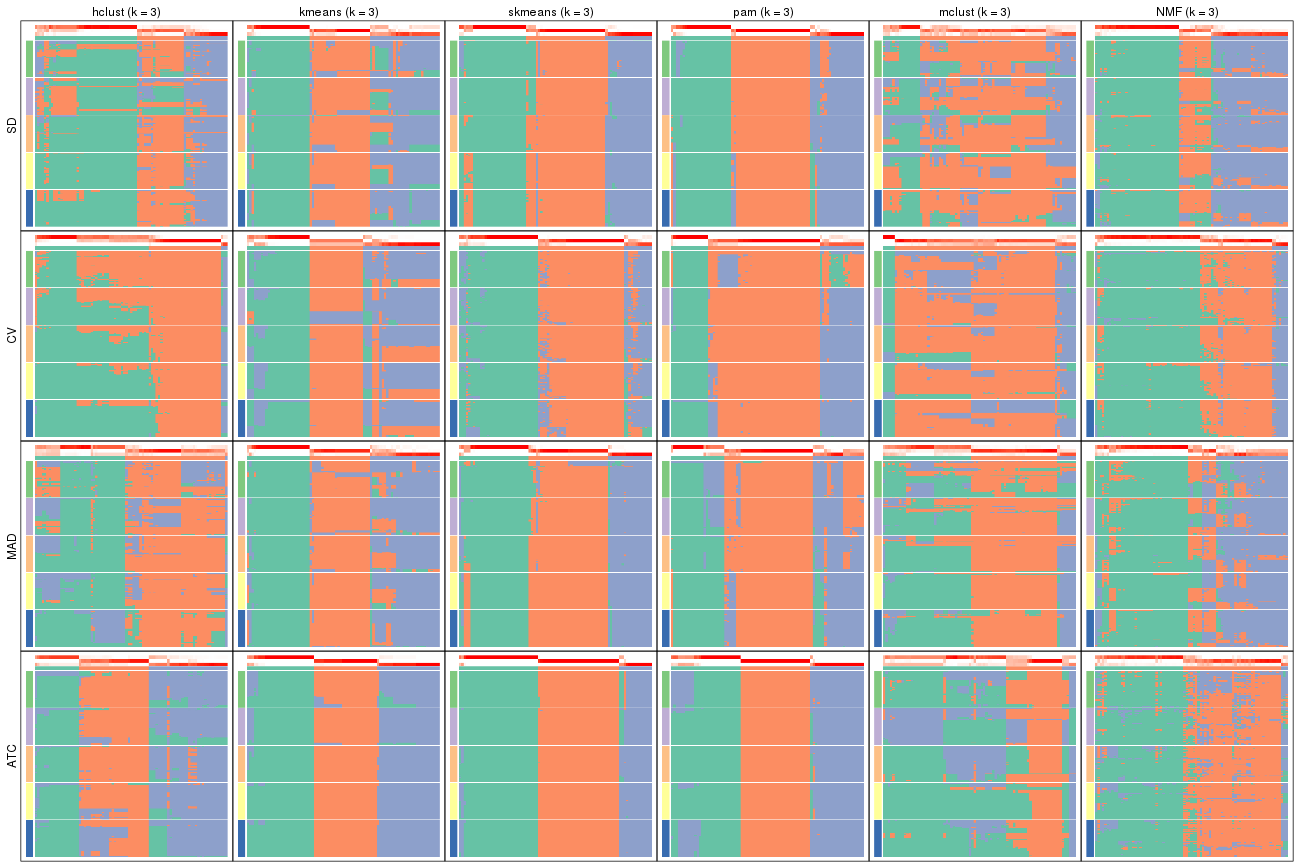 hclust (k = 3) kmeans (k = 3) skmeans (k = 3) pam (k = 3) mclust (k = 3) NMF (k = 3)
SD
CV
MAD
ATC